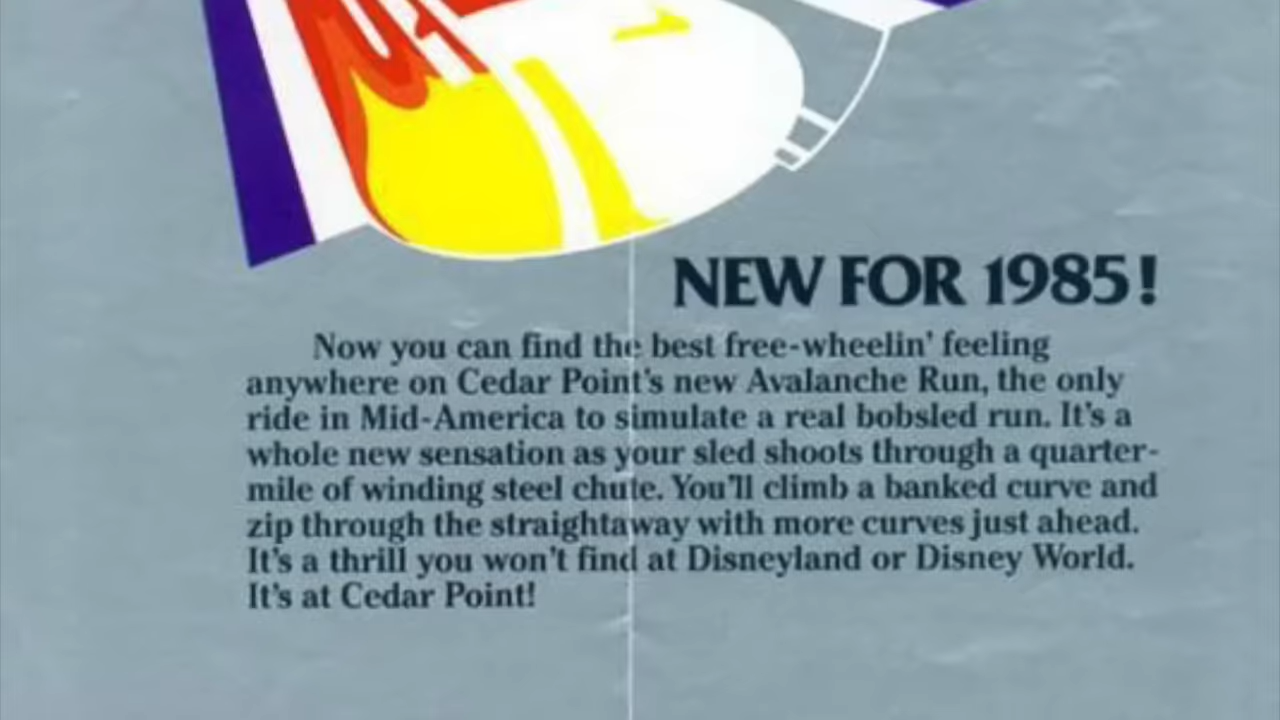 NEW FOR 1985!
Now you can find the best free-wheelin' feeling
anywhere on Cedar Point's new Avalanche Run, the only
ride in Mid-America to simulate a real bobsled run. It's a
whole new sensation as your sled shoots through a quarter-
mile of winding steel chute. You'll climb a banked curve and
zip through the straightaway with more curves just ahead.
It's a thrill you won't find at Disneyland or Disney World.
It's at Cedar Point!